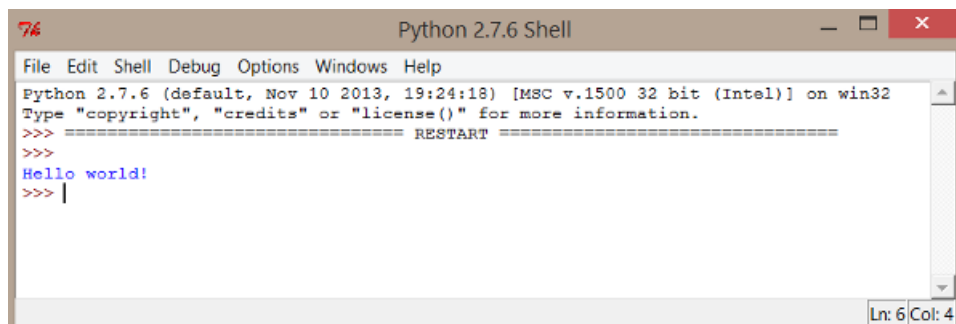 Python 2.7.6 Shell
File Edit Shell Debug Options Windows Help
Python 2.7.6 (default, Nov 10 2013, 19:24:18) [MSC v.1500 32 bit (Intel)] on win32
Type "copyright", "credits" or "license()" for more information.
>>> ================================ RESTART ================================
>>>
Hello world!
>>>
Ln: 6 Col: 4